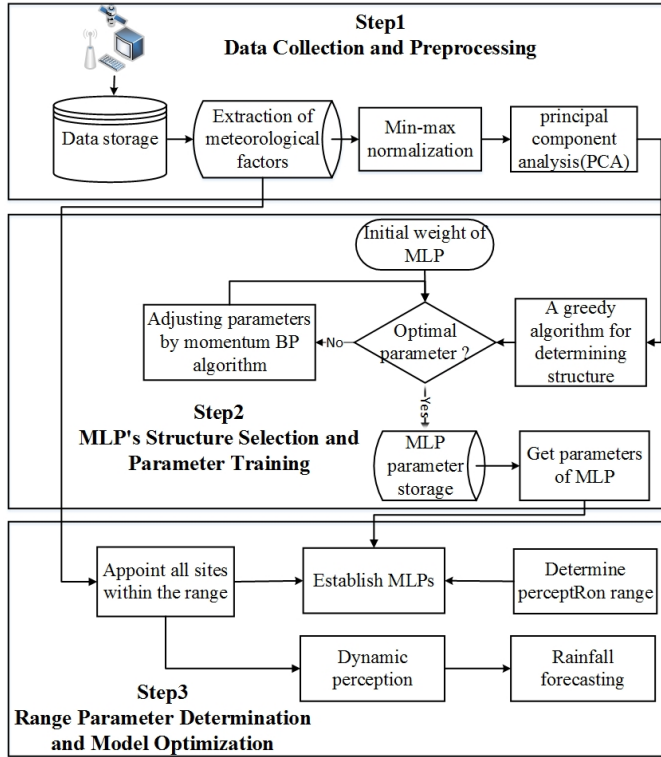 Step1
Data Collection and Preprocessing
Data storage
Extraction of
meteorological
factors
Min-max
normalization
principal
component
analysis(PCA)
Initial weight of
MLP
Adjusting parameters
by momentum BP
algorithm
No
Optimal
parameter ?
A greedy
algorithm for
determining
structure
Yes
Step2
MLP's Structure Selection and
Parameter Training
MLP
parameter
storage
Get parameters
of MLP
Appoint all sites
within the range
Establish MLPs
Determine
perceptRon range
Dynamic
perception
Rainfall
forecasting
Step3
Range Parameter Determination
and Model Optimization